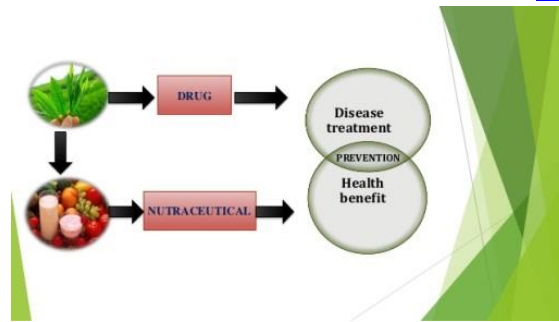 DRUG
Disease
treatment
PREVENTION
NUTRACEUTICAL
Health
benefit